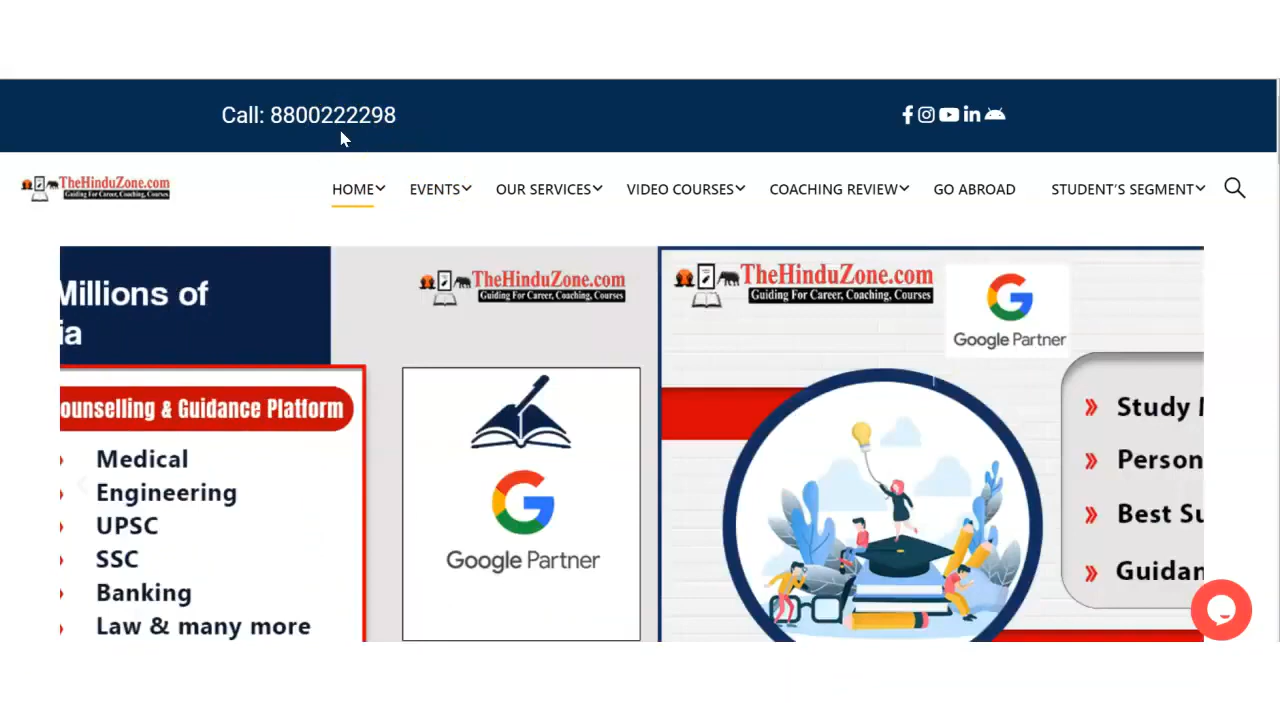 Call: 8800222298
TheHinduZone.com
Guiding For Career, Coaching, Courses
HOME
EVENTS
OUR SERVICES
VIDEO COURSES
COACHING REVIEW
GO ABROAD
STUDENT'S SEGMENT
Millions of
ia
ounselling & Guidance Platform
Medical
Engineering
UPSC
SSC
Banking
Law & many more
TheHinduZone.com
Guiding For Career, Coaching, Courses
Google Partner
TheHinduZone.com
Guiding For Career, Coaching, Courses
Google Partner
Study
Person
Best Su
Guidan